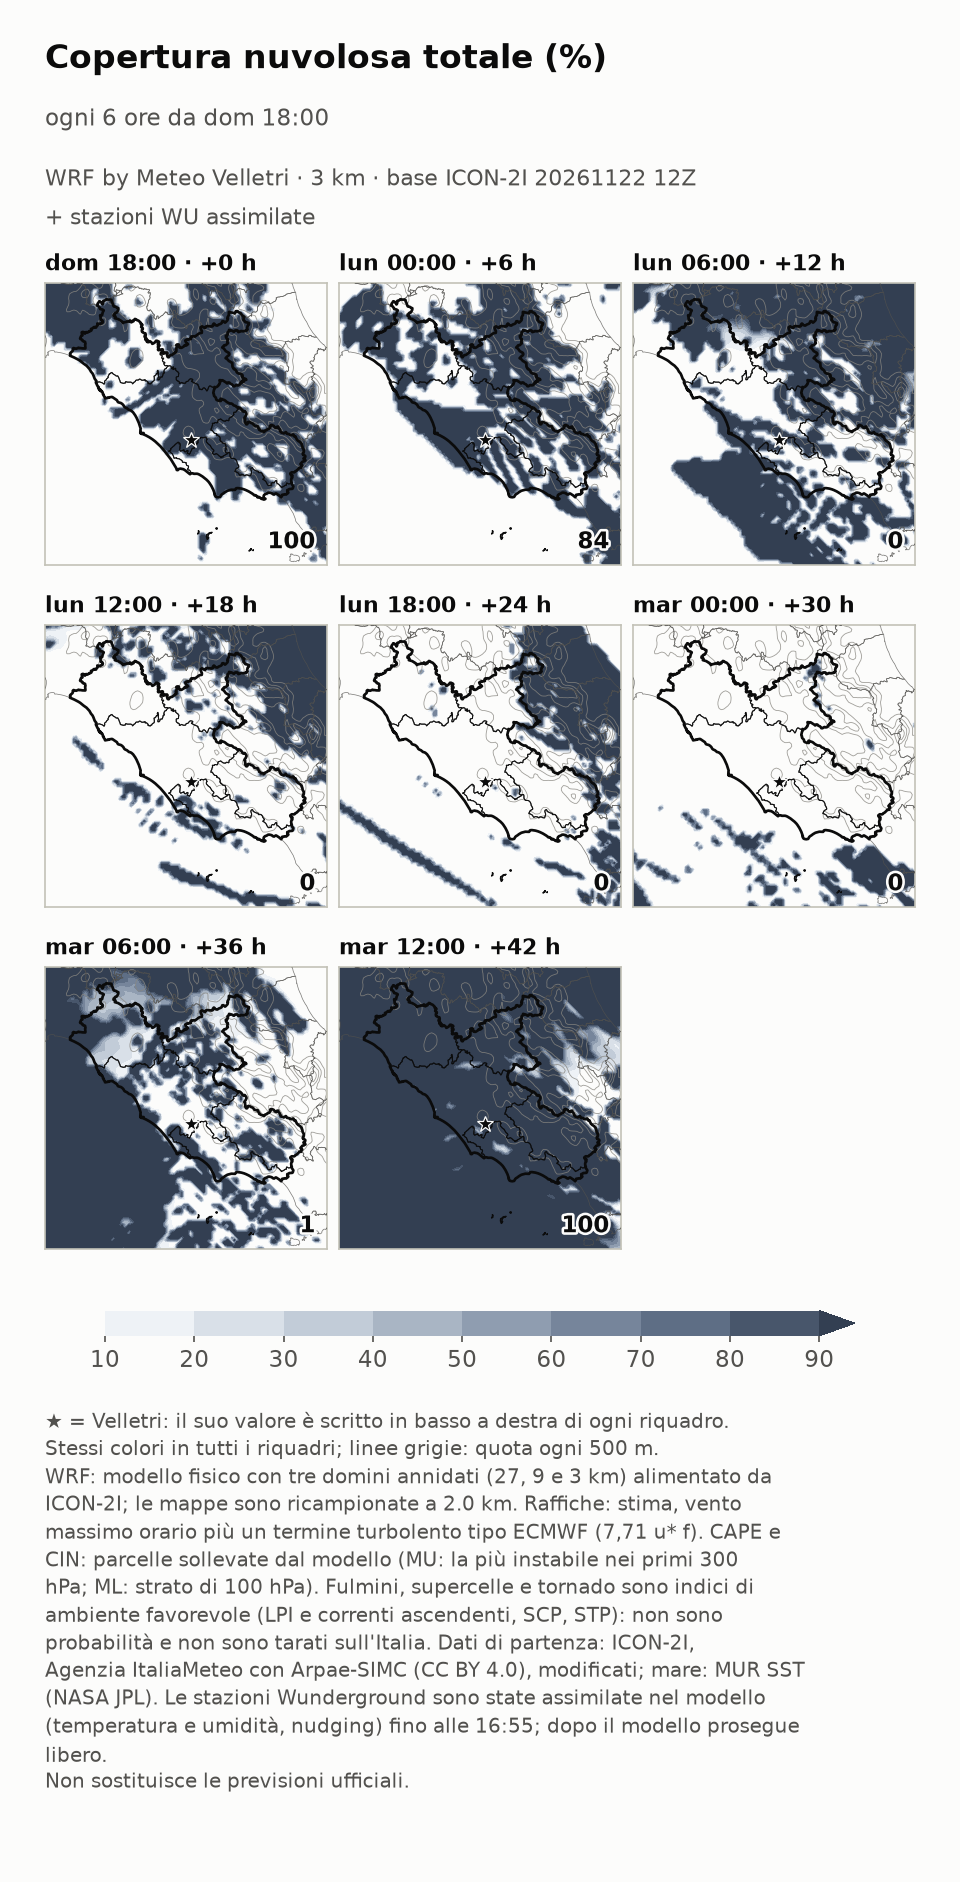 Copertura nuvolosa totale (%)
ogni 6 ore da dom 18:00
WRF by Meteo Velletri · 3 km · base ICON-2I 20261122 12Z
+ stazioni WU assimilate
dom 18:00 · +0 h
lun 00:00 · +6 h
lun 06:00 · +12 h
100
84
0
lun 12:00 · +18 h
lun 18:00 · +24 h
mar 00:00 · +30 h
0
0
0
mar 06:00 · +36 h
mar 12:00 · +42 h
1
100
10 20 30 40 50 60 70 80 90
★ = Velletri: il suo valore è scritto in basso a destra di ogni riquadro.
Stessi colori in tutti i riquadri; linee grigie: quota ogni 500 m.
WRF: modello fisico con tre domini annidati (27, 9 e 3 km) alimentato da
ICON-2I; le mappe sono ricampionate a 2.0 km. Raffiche: stima, vento
massimo orario più un termine turbolento tipo ECMWF (7,71 u* f). CAPE e
CIN: parcelle sollevate dal modello (MU: la più instabile nei primi 300
hPa; ML: strato di 100 hPa). Fulmini, supercelle e tornado sono indici di
ambiente favorevole (LPI e correnti ascendenti, SCP, STP): non sono
probabilità e non sono tarati sull'Italia. Dati di partenza: ICON-2I,
Agenzia ItaliaMeteo con Arpae-SIMC (CC BY 4.0), modificati; mare: MUR SST
(NASA JPL). Le stazioni Wunderground sono state assimilate nel modello
(temperatura e umidità, nudging) fino alle 16:55; dopo il modello prosegue
libero.
Non sostituisce le previsioni ufficiali.